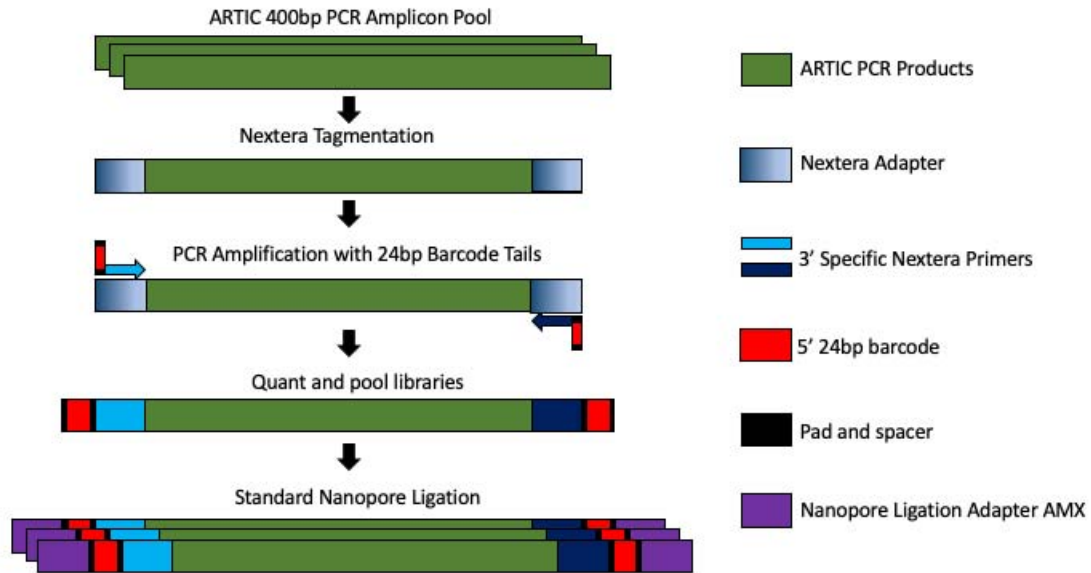 ARTIC 400bp PCR Amplicon Pool
Nextera Tagmentation
PCR Amplification with 24bp Barcode Tails
Quant and pool libraries
Standard Nanopore Ligation
ARTIC PCR Products
Nextera Adapter
3’ Specific Nextera Primers
5’ 24bp barcode
Pad and spacer
Nanopore Ligation Adapter AMX